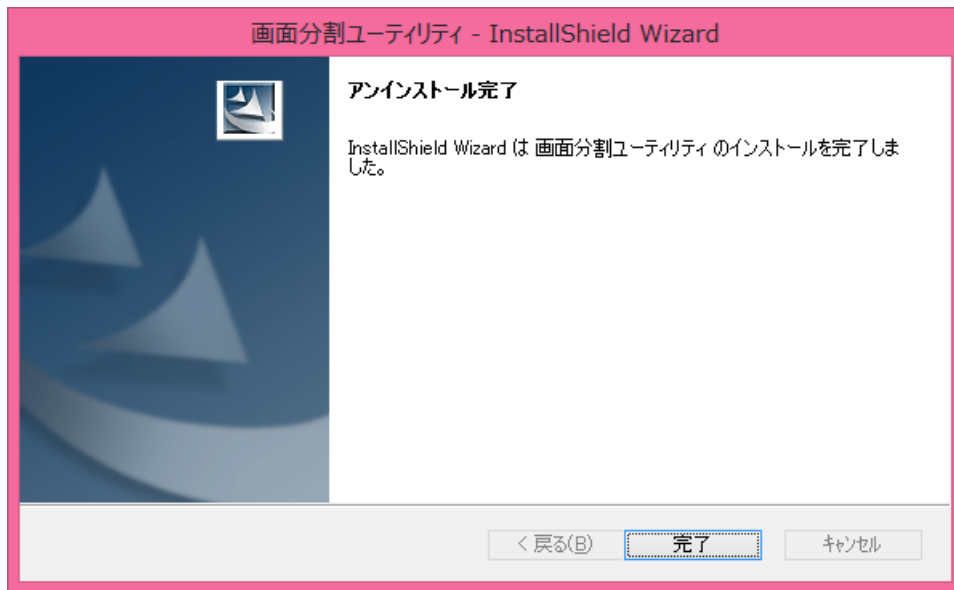 画面分割ユーティリティ - InstallShield Wizard
アンインストール完了
InstallShield Wizard は 画面分割ユーティリティ のインストールを完了しま
した。
< 戻る(B)
完了
キャンセル